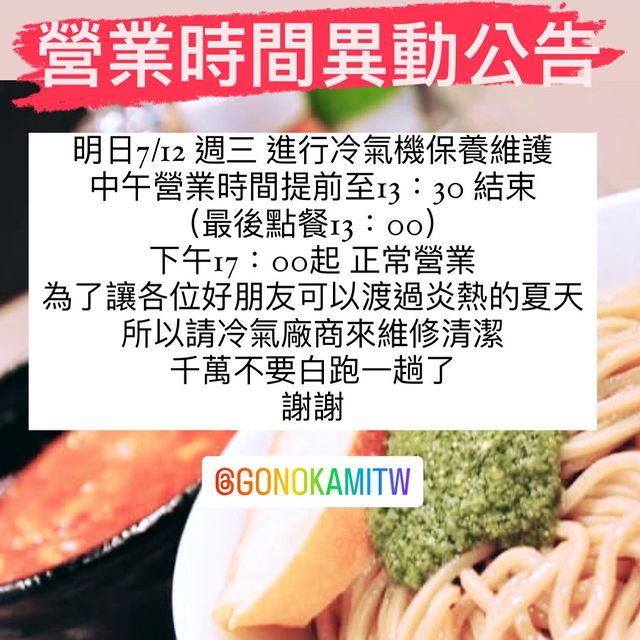 營業時間異動公告
明日7/12 週三 進行冷氣機保養維護
中午營業時間提前至13：30 結束
（最後點餐13：00）
下午17：00起 正常營業
為了讓各位好朋友可以渡過炎熱的夏天
所以請冷氣廠商來維修清潔
千萬不要白跑一趟了
謝謝
@GONOKAMITW